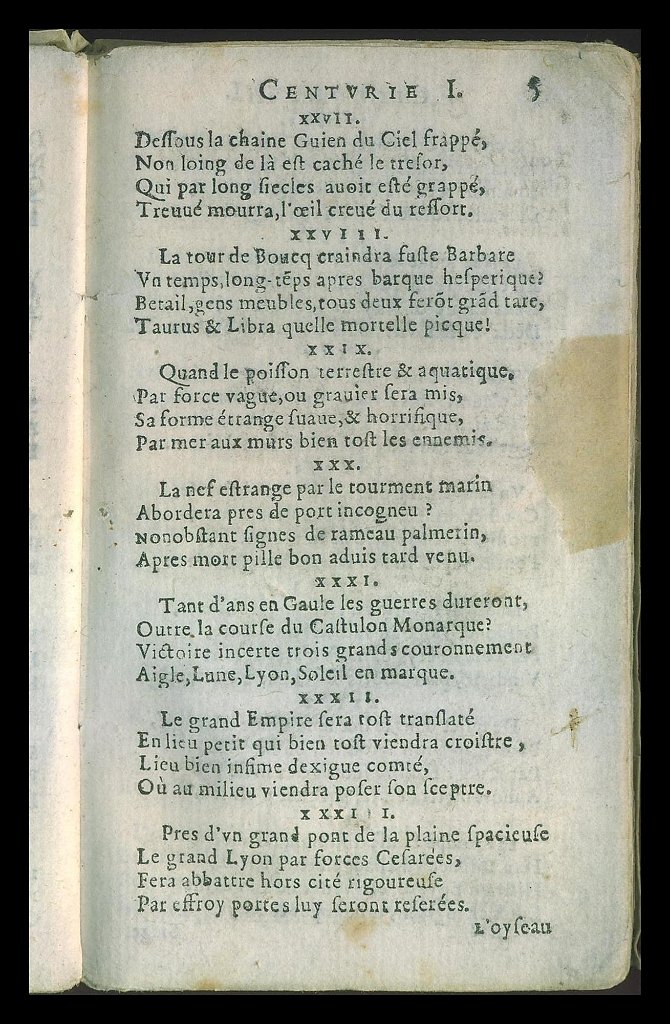 CENTVRIE I. 5
XXVII.
Deſſous la chaine Guien du Ciel frappé,
Non loing de là eſt caché le treſor,
Qui par long ſiecles auoit eſté grappé,
Treuué mourra, l'œil creué du reſſort.
XXVIII.
La tour de Boucq craindra fuſte Barbare
Vn temps, long-tẽps apres barque heſperique?
Betail, gens meubles, tous deux ferõt grãd tare,
Taurus & Libra quelle mortelle picque!
XXIX.
Quand le poiſſon terreſtre & aquatique.
Par force vague, ou grauier ſera mis,
Sa forme étrange ſuaue, & horrifique,
Par mer aux murs bien toſt les ennemis.
XXX.
La nef eſtrange par le tourment marin
Abordera pres de port incogneu ?
Nonobſtant ſignes de rameau palmerin,
Apres mort pille bon aduis tard venu.
XXXI.
Tant d'ans en Gaule les guerres dureront,
Outre la courſe du Caſtulon Monarque?
Victoire incerte trois grands couronnement
Aigle, Lune, Lyon, Soleil en marque.
XXXII.
Le grand Empire ſera toſt tranſlaté
En lieu petit qui bien toſt viendra croiſtre,
Lieu bien infime dexigue comté,
Où au milieu viendra poſer ſon ſceptre.
XXXIII.
Pres d'vn grand pont de la plaine ſpacieuſe
Le grand Lyon par forces Ceſarées,
Fera abbattre hors cité rigoureuſe
Par effroy portes luy ſeront reſerées.
L'oyſeau